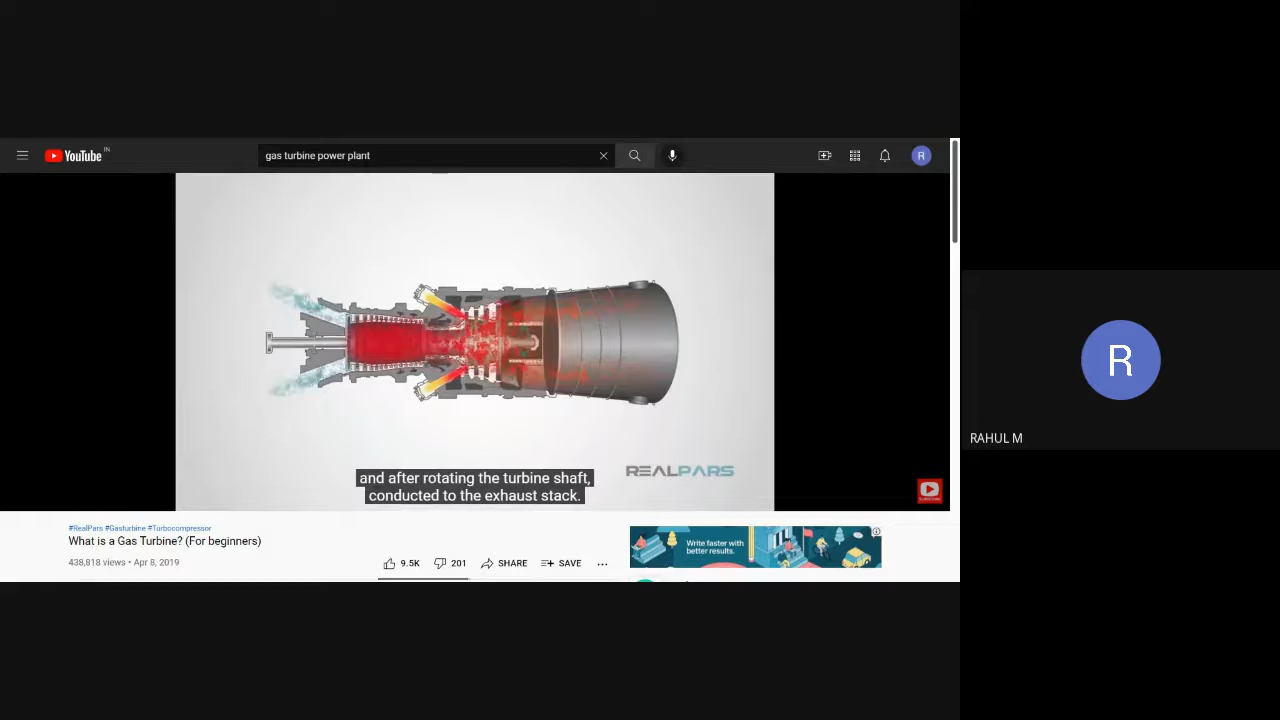 YouTube IN
gas turbine power plant
R
REALPARS
and after rotating the turbine shaft,
conducted to the exhaust stack.
#RealPars #Gasturbine #Turbocompressor
What is a Gas Turbine? (For beginners)
438,818 views • Apr 8, 2019
9.5K
201
SHARE
SAVE
Write faster with
better results.
R
RAHUL M